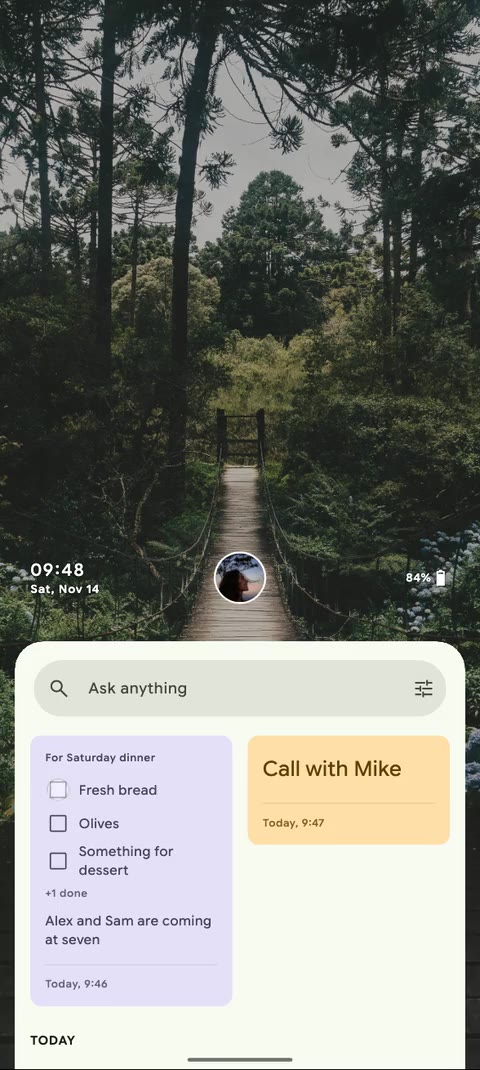 09:48
Sat, Nov 14
84%
Ask anything
For Saturday dinner
Fresh bread
Olives
Something for
dessert
+1 done
Alex and Sam are coming
at seven
Today, 9:46
Call with Mike
Today, 9:47
TODAY